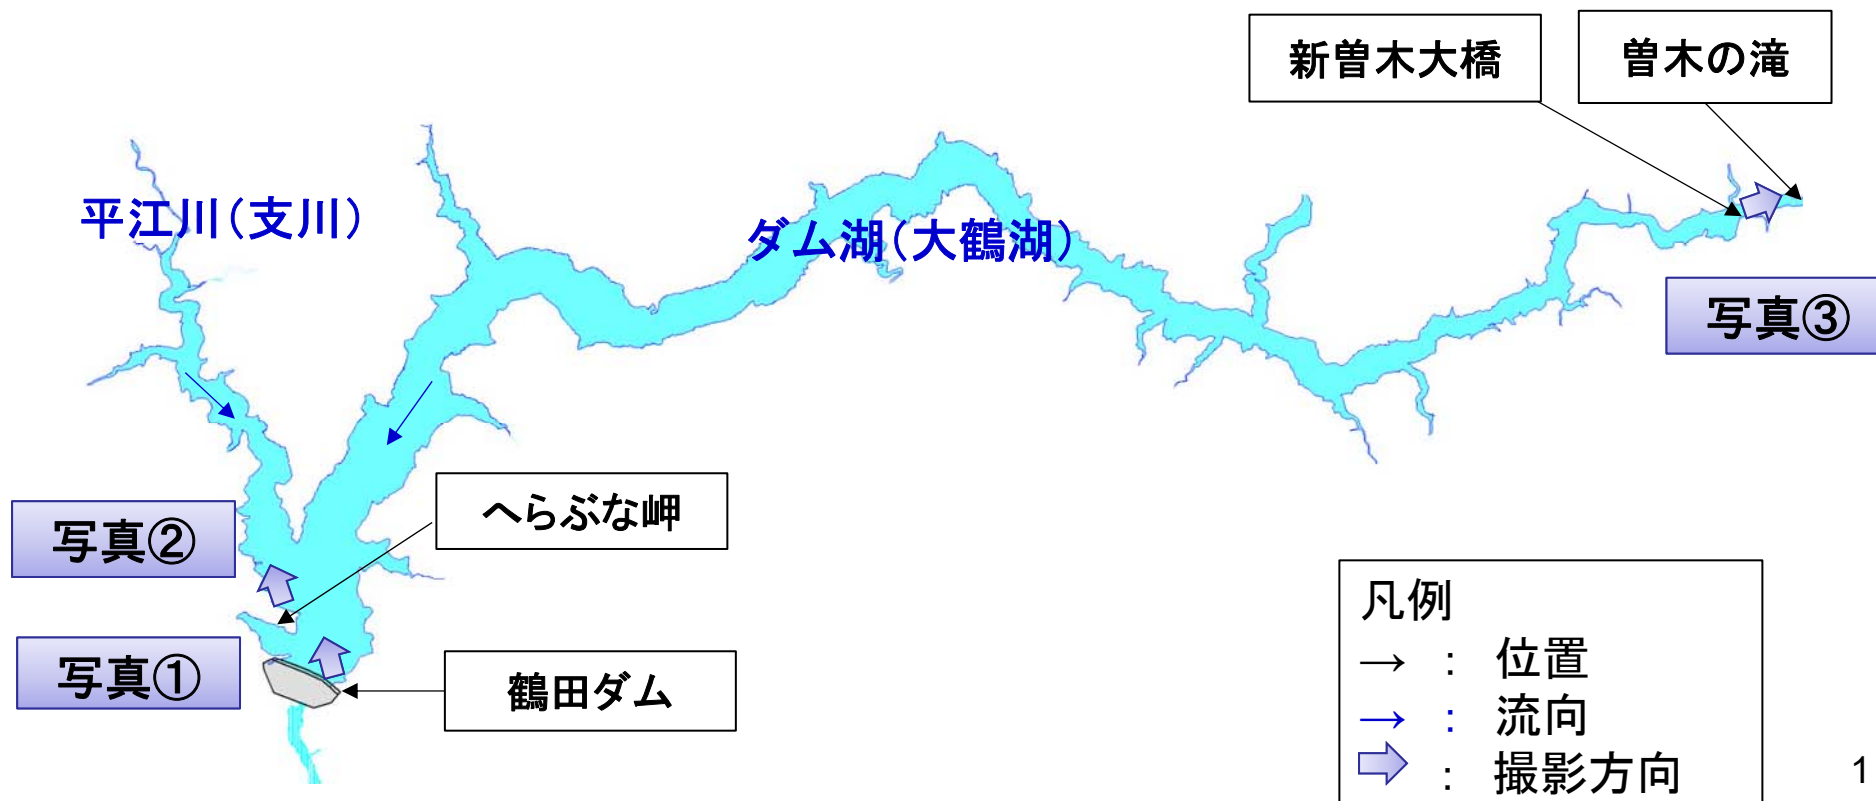 新曽木大橋
曽木の滝
平江川（支川）
ダム湖（大鶴湖）
写真③
へらぶな岬
写真②
写真①
鶴田ダム
凡例
→ ： 位置
→ ： 流向
： 撮影方向
1